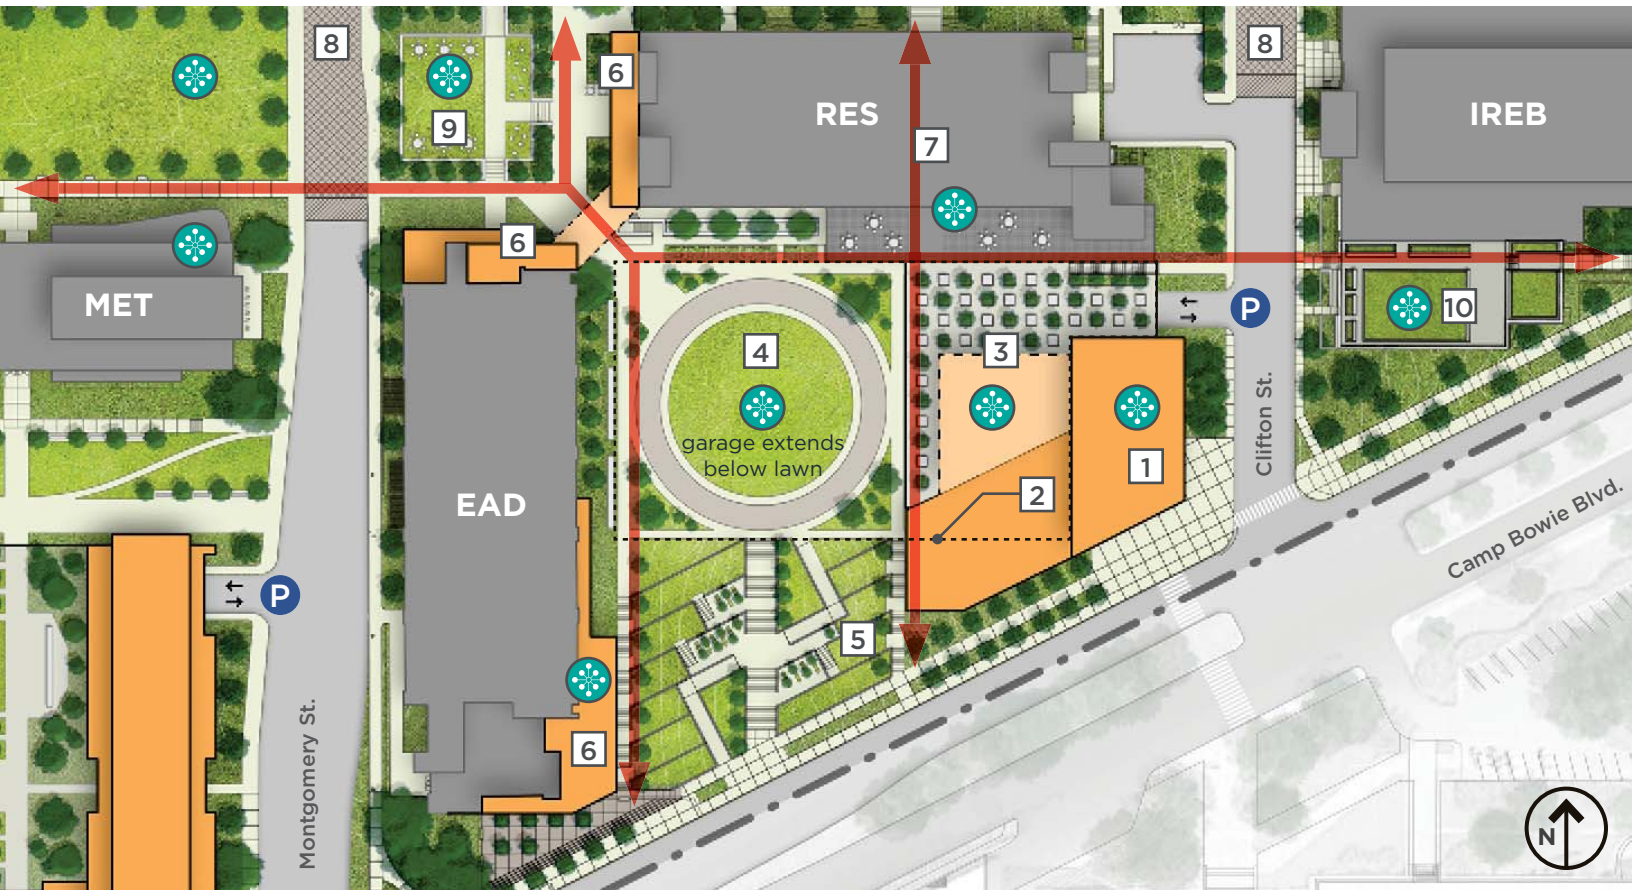 8
8
6
9
RES
7
IREB
6
MET
P
10
4
3
garage extends
below lawn
1
Clifton St.
2
EAD
Camp Bowie Blvd.
P
5
6
Montgomery St.
N